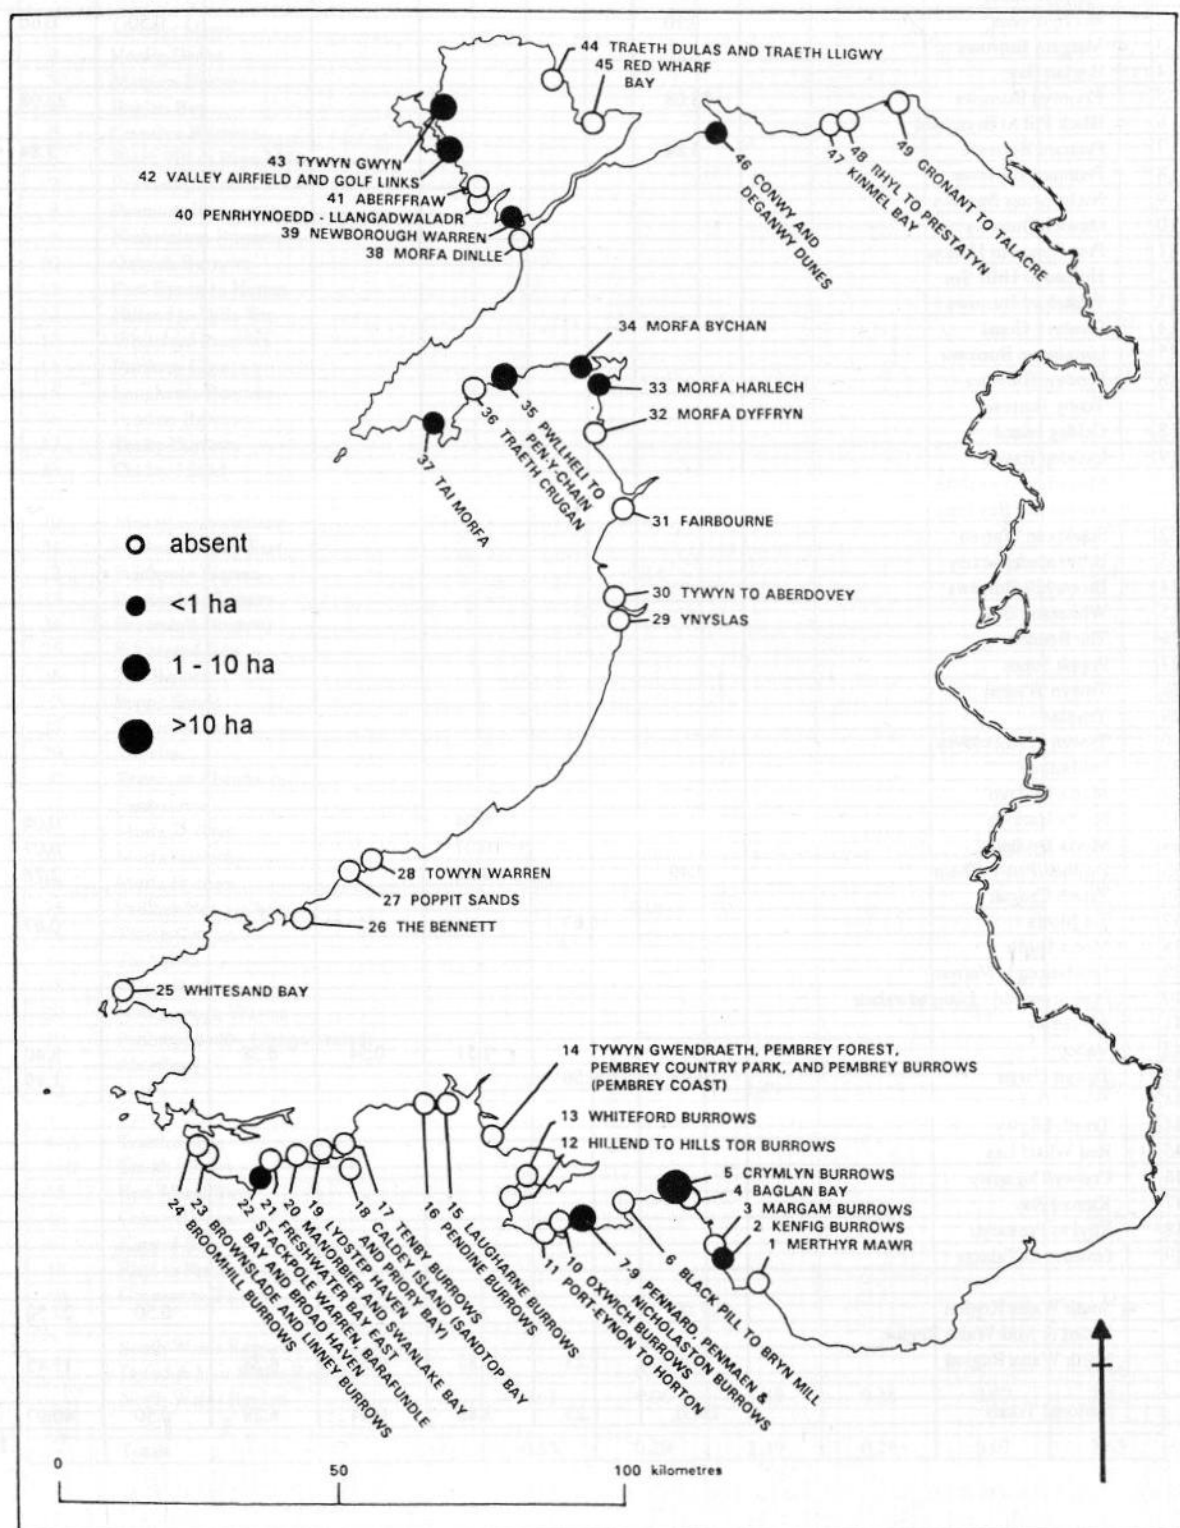 44 TRAETH DULAS AND TRAETH LLIGWY
45 RED WHARF
BAY
43 TYWYN GWYN
42 VALLEY AIRFIELD AND GOLF LINKS
41 ABERFFRAW
40 PENRHYNOEDD - LLANGADWALADR
39 NEWBOROUGH WARREN
38 MORFA DINLLE
46 CONWY AND
DEGANWY DUNES
47 KINMEL BAY
48 RHYL TO PRESTATYN
49 GRONANT TO TALACRE
34 MORFA BYCHAN
33 MORFA HARLECH
32 MORFA DYFFRYN
35 PWLLHELI TO
PEN-Y-CHAIN
36 TRAETH CRUGAN
37 TAI MORFA
31 FAIRBOURNE
absent
<1 ha
1 - 10 ha
>10 ha
30 TYWYN TO ABERDOVEY
29 YNYSLAS
28 TOWYN WARREN
27 POPPIT SANDS
26 THE BENNETT
25 WHITESAND BAY
14 TYWYN GWENDRAETH, PEMBREY FOREST,
PEMBREY COUNTRY PARK, AND PEMBREY BURROWS
(PEMBREY COAST)
13 WHITEFORD BURROWS
12 HILLEND TO HILLS TOR BURROWS
5 CRYMLYN BURROWS
4 BAGLAN BAY
3 MARGAM BURROWS
2 KENFIG BURROWS
1 MERTHYR MAWR
24 BROOMHILL BURROWS
23 BROWNSLADE AND LINNEY BURROWS
22 STACKPOLE WARREN, BARAFUNDLE
BAY AND BROAD HAVEN
21 FRESHWATER BAY EAST
20 MANORBIER AND SWANLAKE BAY
19 LYDSTEP HAVEN
18 CALDEY ISLAND (SANDTOP BAY
AND PRIORY BAY)
17 TENBY BURROWS
16 PENDINE BURROWS
15 LAUGHARNE BURROWS
11 PORT-EYNON TO HORTON
10 OXWICH BURROWS
7-9 PENNARD, PENMAEN &
NICHOLASTON BURROWS
6 BLACK PILL TO BRYN MILL
0 50 100 kilometres